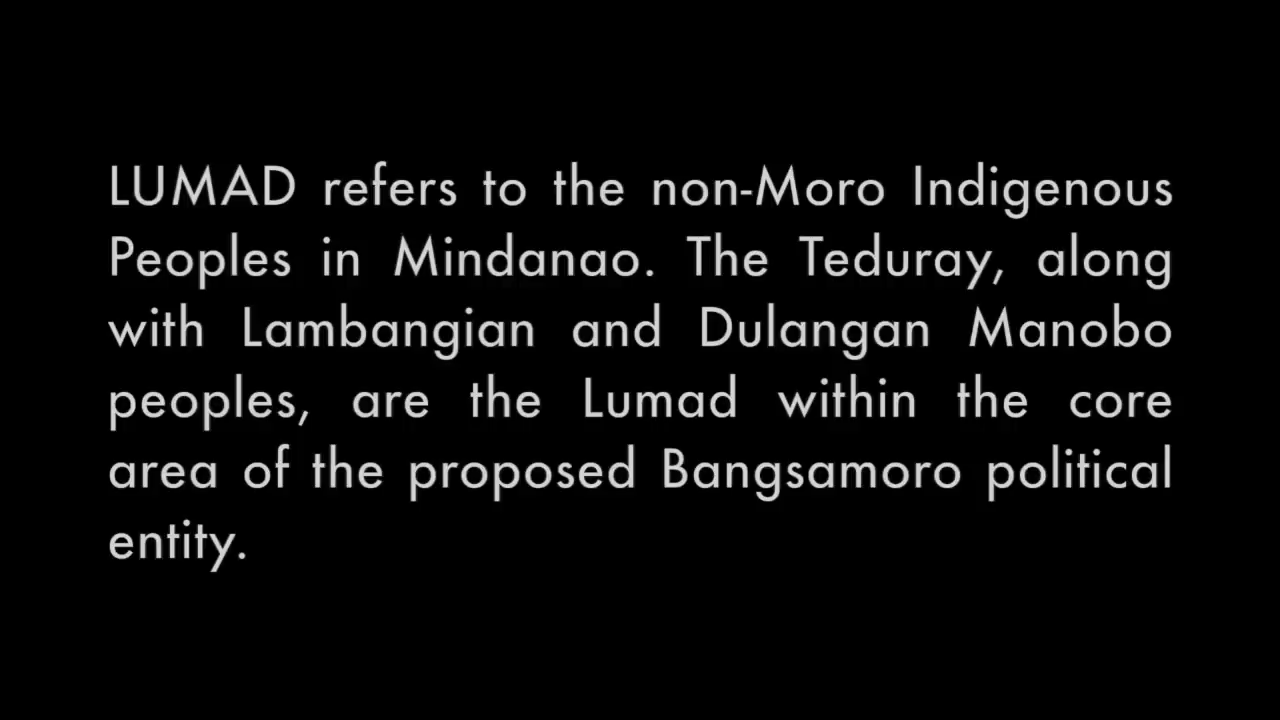 LUMAD refers to the non-Moro Indigenous
Peoples in Mindanao. The Teduray, along
with Lambangian and Dulangan Manobo
peoples, are the Lumad within the core
area of the proposed Bangsamoro political
entity.